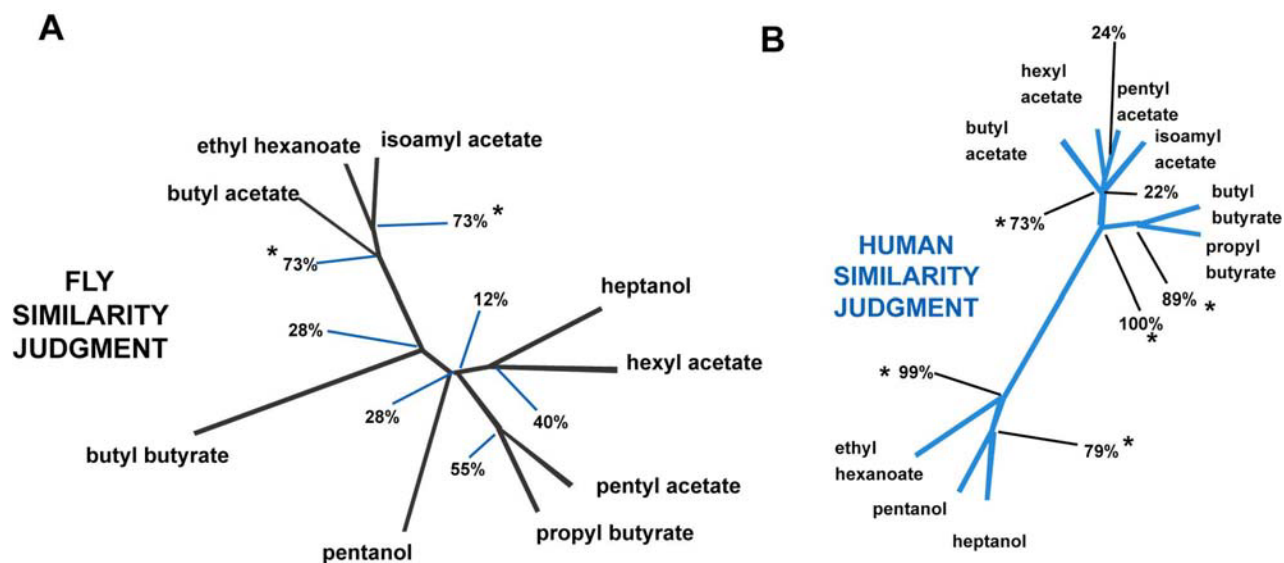 A
ethyl hexanoate
isoamyl acetate
butyl acetate
73% *
* 73%
FLY
SIMILARITY
JUDGMENT
28%
12%
heptanol
hexyl acetate
28%
40%
butyl butyrate
55%
pentyl acetate
propyl butyrate
pentanol
B
24%
hexyl
acetate
pentyl
acetate
butyl
acetate
isoamyl
acetate
22%
butyl
butyrate
* 73%
propyl
butyrate
HUMAN
SIMILARITY
JUDGMENT
89% *
100%
*
* 99%
79% *
ethyl
hexanoate
pentanol
heptanol